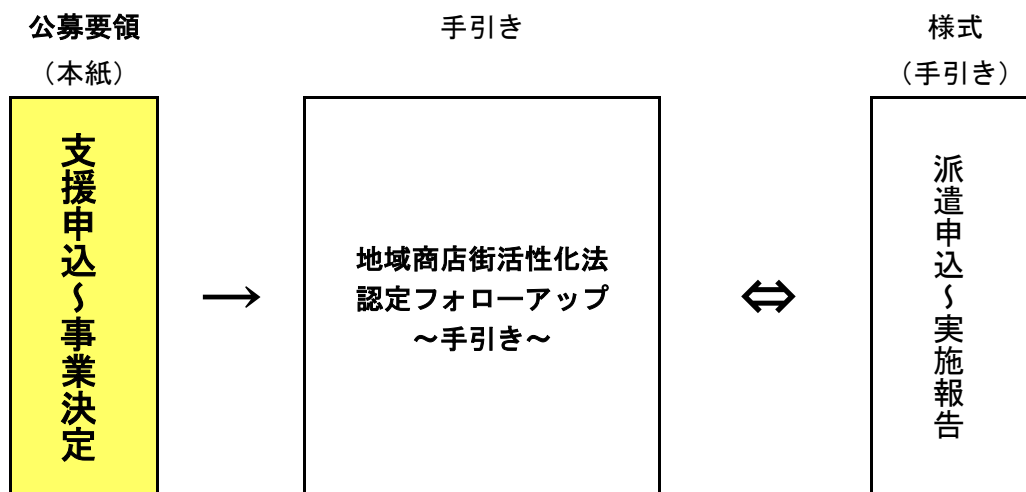 公募要領
（本紙）
支援申込～事業決定
→
手引き
地域商店街活性化法
認定フォローアップ
～手引き～
⇔
様式
（手引き）
派遣申込～実施報告